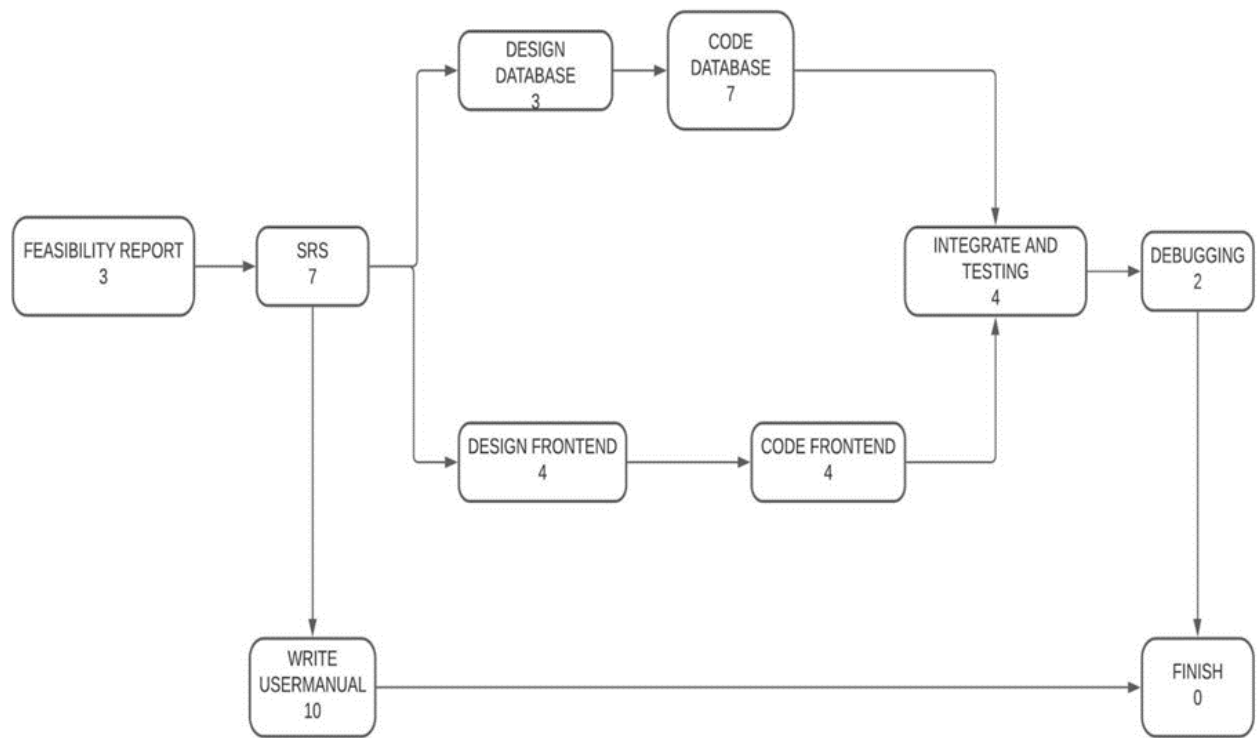 DESIGN
DATABASE
3
CODE
DATABASE
7
FEASIBILITY REPORT
3
SRS
7
INTEGRATE AND
TESTING
4
DEBUGGING
2
DESIGN FRONTEND
4
CODE FRONTEND
4
WRITE
USERMANUAL
10
FINISH
0